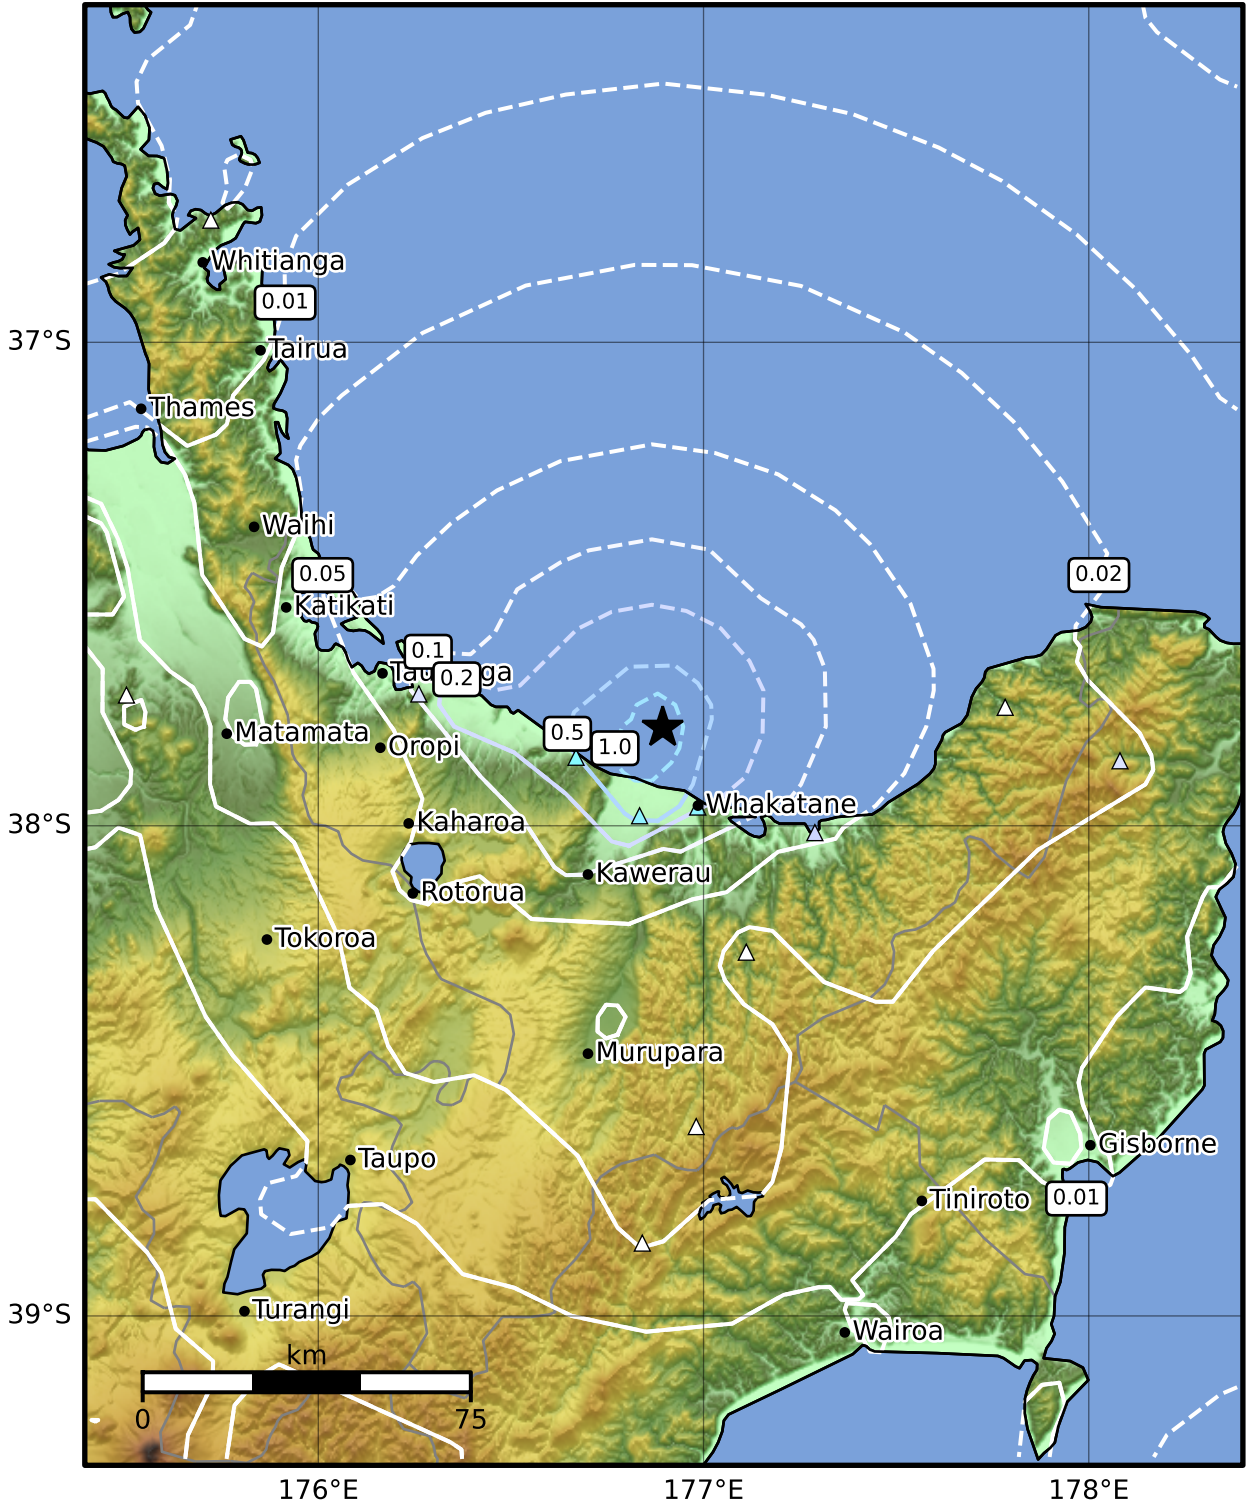 Whitianga
0.01
37°S
Tairua
Thames
Waihi
0.05
0.02
Katikati
0.1
0.2
Matamata
0.5
1.0
Oropi
Whakatane
38°S
Kaharoa
Kawerau
Rotorua
Tokoroa
Murupara
Gisborne
Taupo
0.01
Tiniroto
39°S
Turangi
Wairoa
km
0
75
176°E
177°E
178°E